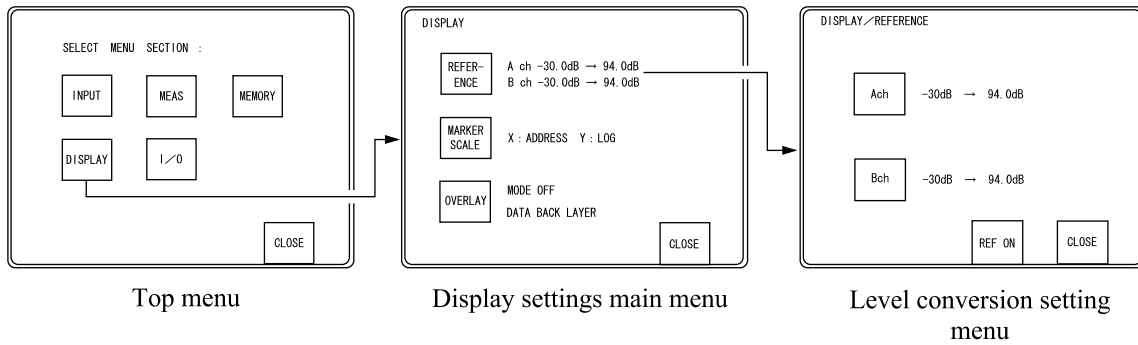 SELECT MENU SECTION :
INPUT MEAS MEMORY
DISPLAY I／O
CLOSE
Top menu
DISPLAY
REFER-
ENCE
A ch -30.0dB → 94.0dB
B ch -30.0dB → 94.0dB
MARKER
SCALE
X : ADDRESS Y : LOG
OVERLAY
MODE OFF
DATA BACK LAYER
CLOSE
Display settings main menu
DISPLAY／REFERENCE
Ach -30dB → 94.0dB
Bch -30dB → 94.0dB
REF ON CLOSE
Level conversion setting
menu